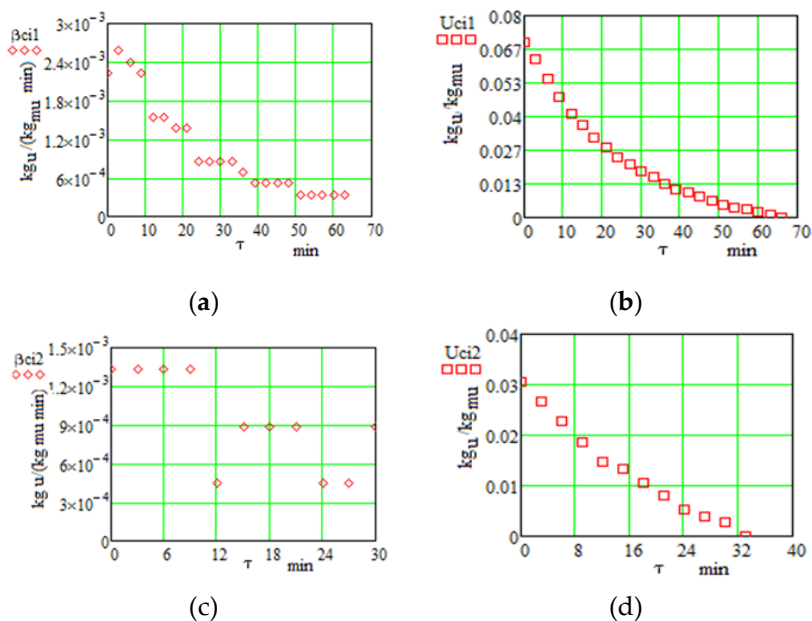 βci1
kgu/(kgmu min)
3×10⁻³
2.4×10⁻³
1.8×10⁻³
1.2×10⁻³
6×10⁻⁴
0
0 10 20 30 40 50 60 70
τ min
(a)
Uci1
kgu/kgmu
0.08
0.067
0.053
0.04
0.027
0.013
0
0 10 20 30 40 50 60 70
τ min
(b)
βci2
kg u/(kg mu min)
1.5×10⁻³
1.2×10⁻³
9×10⁻⁴
6×10⁻⁴
3×10⁻⁴
0
0 6 12 18 24 30
τ min
(c)
Uci2
kgu/kgmu
0.04
0.03
0.02
0.01
0
0 8 16 24 32 40
τ min
(d)